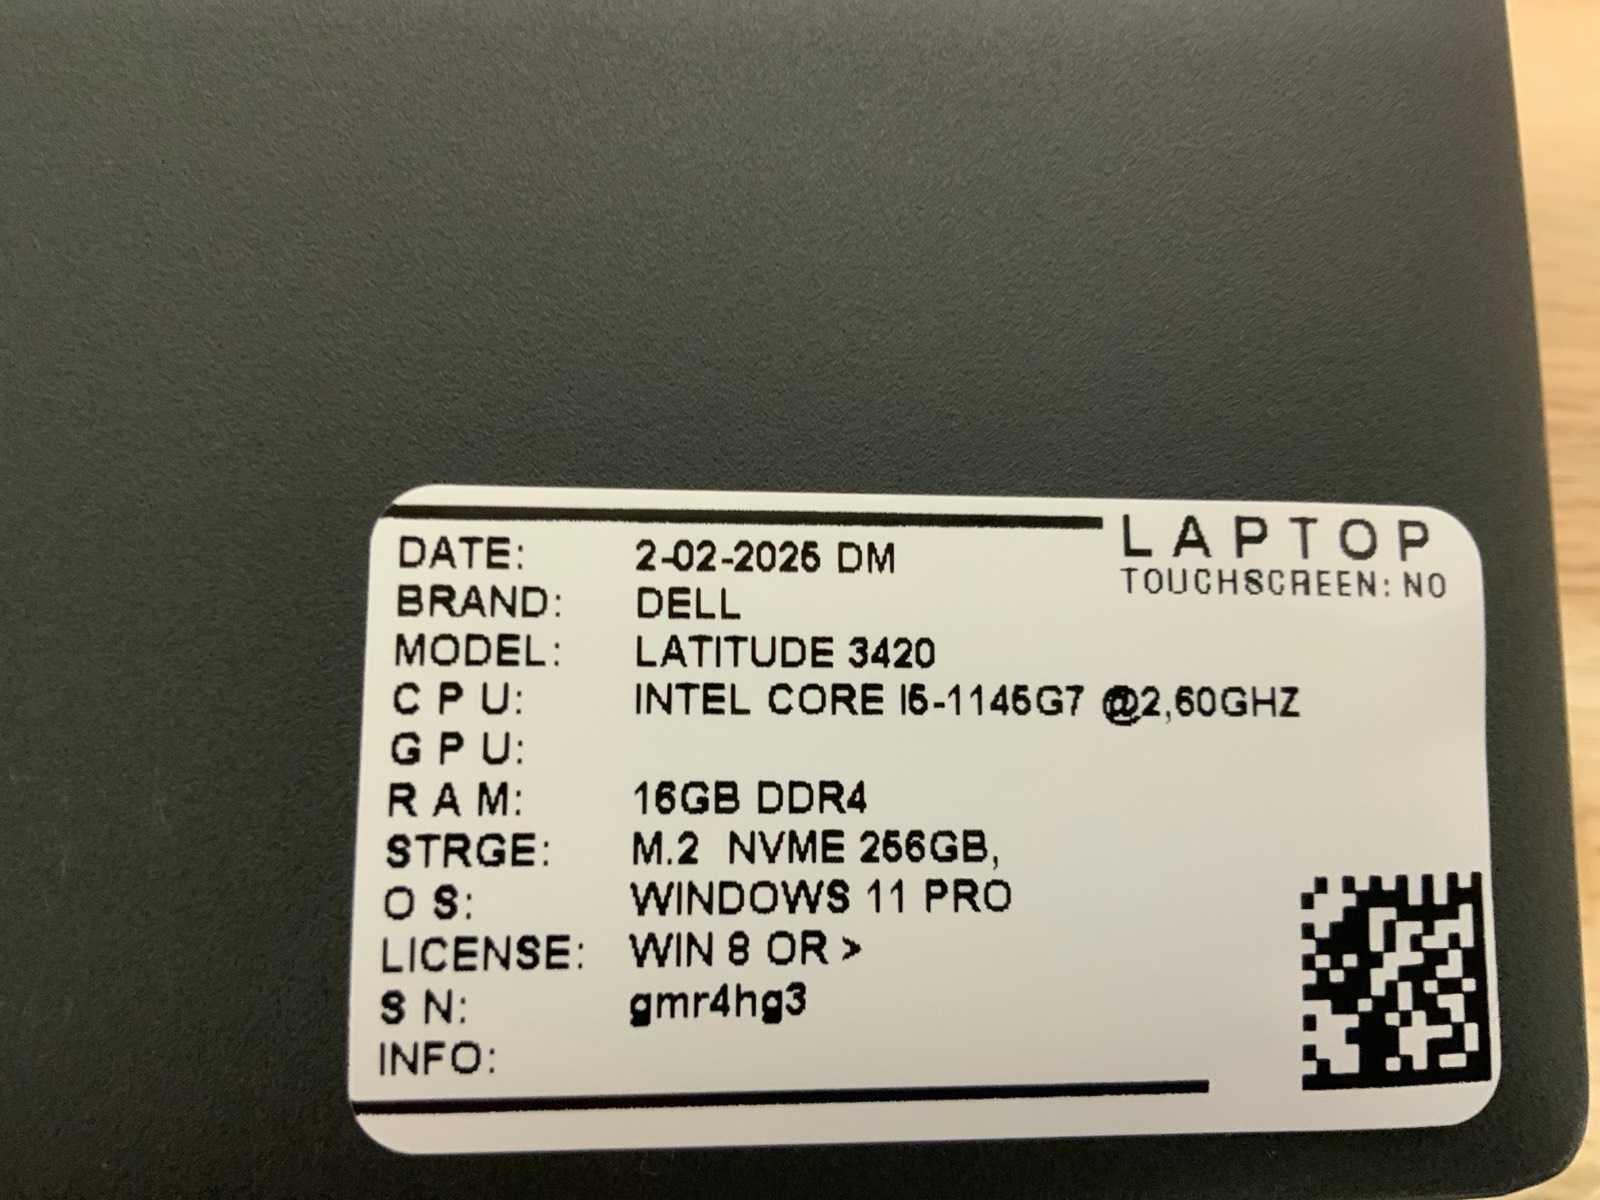 LAPTOP
TOUCHSCREEN: NO
DATE: 2-02-2026 DM
BRAND: DELL
MODEL: LATITUDE 3420
C P U: INTEL CORE I5-1145G7 @2,60GHZ
G P U:
R A M: 16GB DDR4
STRGE: M.2 NVME 256GB,
O S: WINDOWS 11 PRO
LICENSE: WIN 8 OR >
S N: gmr4hg3
INFO: